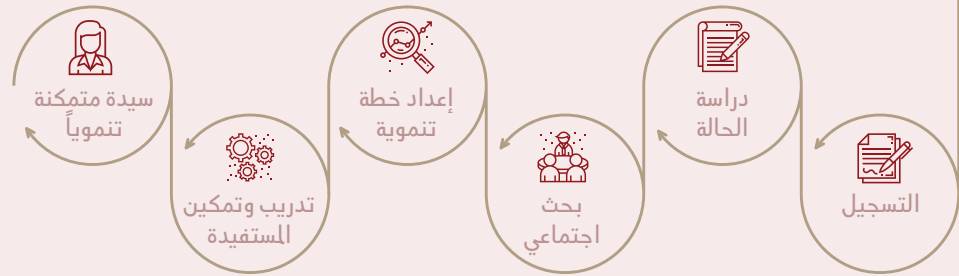 التسجيل
دراسة
الحالة
بحث
اجتماعي
إعداد خطة
تنموية
تدريب وتمكين
المستفيدة
سيدة متمكنة
تنموياً